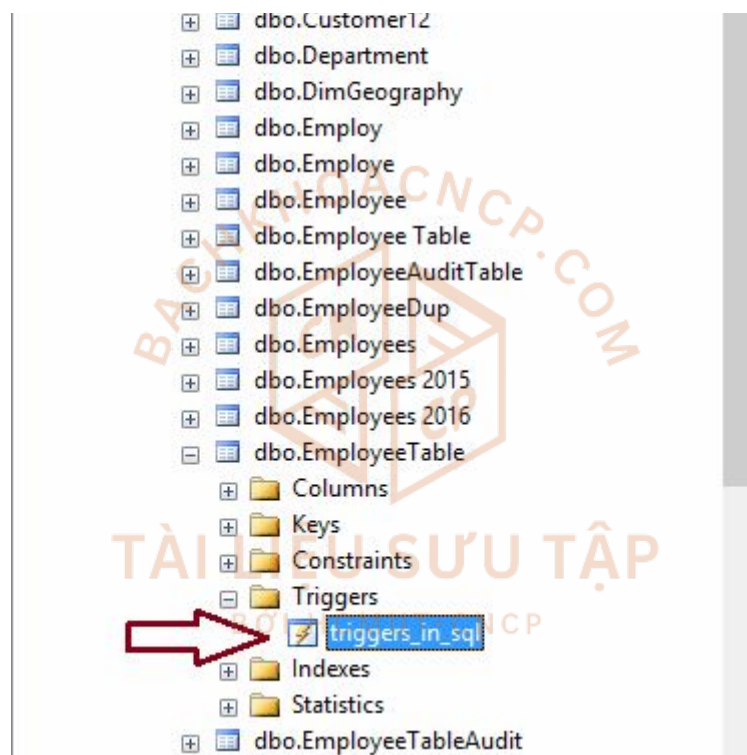 dbo.Customer12
dbo.Department
dbo.DimGeography
dbo.Employ
dbo.Employe
dbo.Employee
dbo.Employee Table
dbo.EmployeeAuditTable
dbo.EmployeeDup
dbo.Employees
dbo.Employees 2015
dbo.Employees 2016
dbo.EmployeeTable
Columns
Keys
Constraints
Triggers
triggers_in_sql
Indexes
Statistics
dbo.EmployeeTableAudit
BACHKHOACNCP.COM
TÀI LIỆU SƯU TẬP